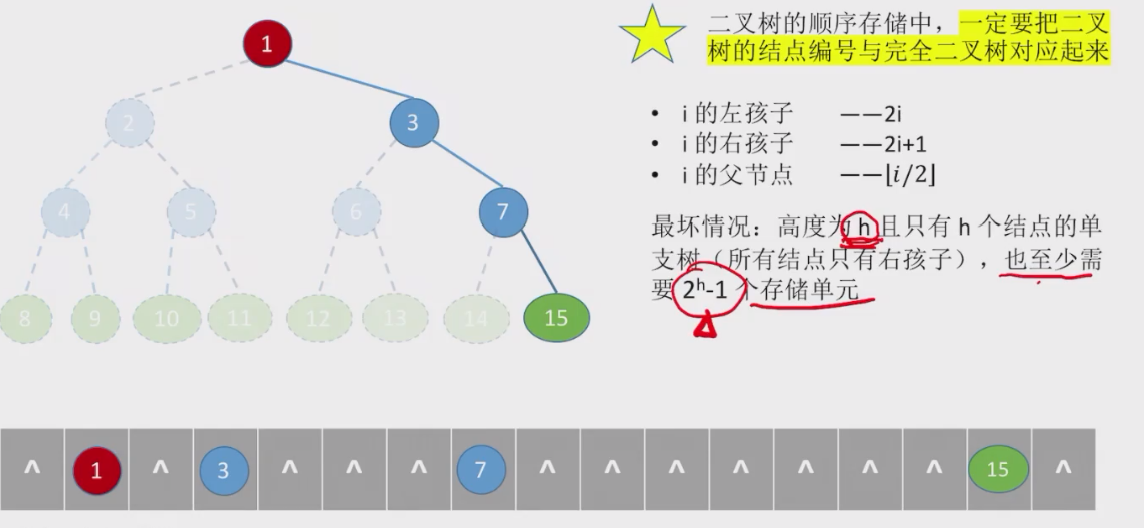 1
二叉树的顺序存储中，一定要把二叉
树的结点编号与完全二叉树对应起来
2
3
• i 的左孩子 ——2i
• i 的右孩子 ——2i+1
• i 的父节点 ——⌊i/2⌋
4
5
6
7
最坏情况：高度为 h 且只有 h 个结点的单
支树（所有结点只有右孩子），也至少需
要 2ʰ-1 个存储单元
8
9
10
11
12
13
14
15
^ 1 ^ 3 ^ ^ ^ 7 ^ ^ ^ ^ ^ ^ ^ 15 ^